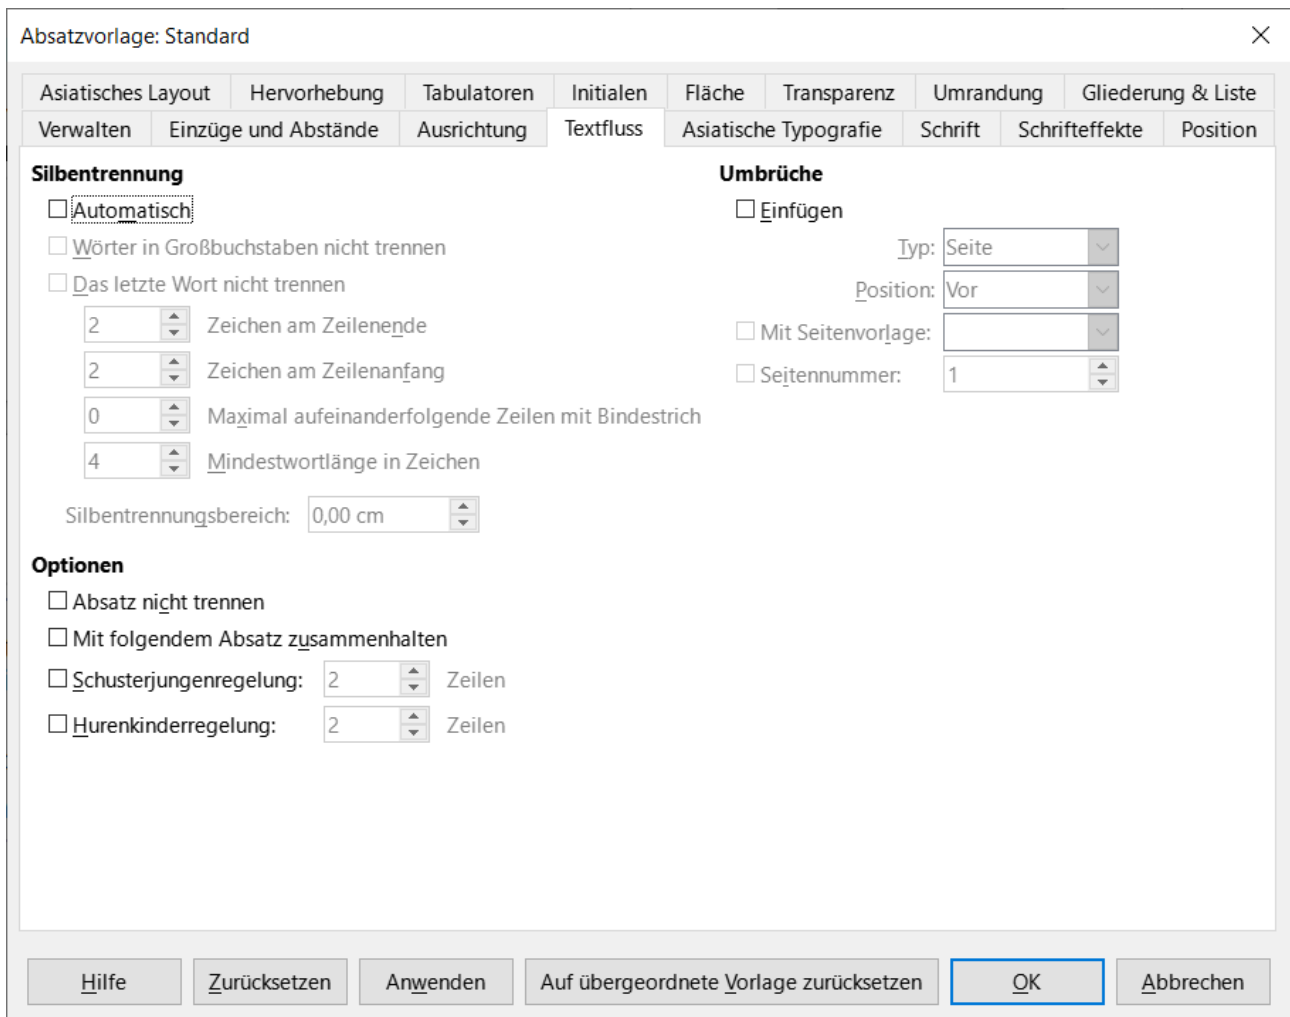 Absatzvorlage: Standard
Asiatisches Layout Hervorhebung Tabulatoren Initialen Fläche Transparenz Umrandung Gliederung & Liste
Verwalten Einzüge und Abstände Ausrichtung Textfluss Asiatische Typografie Schrift Schrifteffekte Position
Silbentrennung
Automatisch
Wörter in Großbuchstaben nicht trennen
Das letzte Wort nicht trennen
2 Zeichen am Zeilenende
2 Zeichen am Zeilenanfang
0 Maximal aufeinanderfolgende Zeilen mit Bindestrich
4 Mindestwortlänge in Zeichen
Silbentrennungsbereich: 0,00 cm
Optionen
Absatz nicht trennen
Mit folgendem Absatz zusammenhalten
Schusterjungenregelung: 2 Zeilen
Hurenkinderregelung: 2 Zeilen
Umbrüche
Einfügen
Typ: Seite
Position: Vor
Mit Seitenvorlage:
Seitennummer: 1
Hilfe Zurücksetzen Anwenden Auf übergeordnete Vorlage zurücksetzen OK Abbrechen